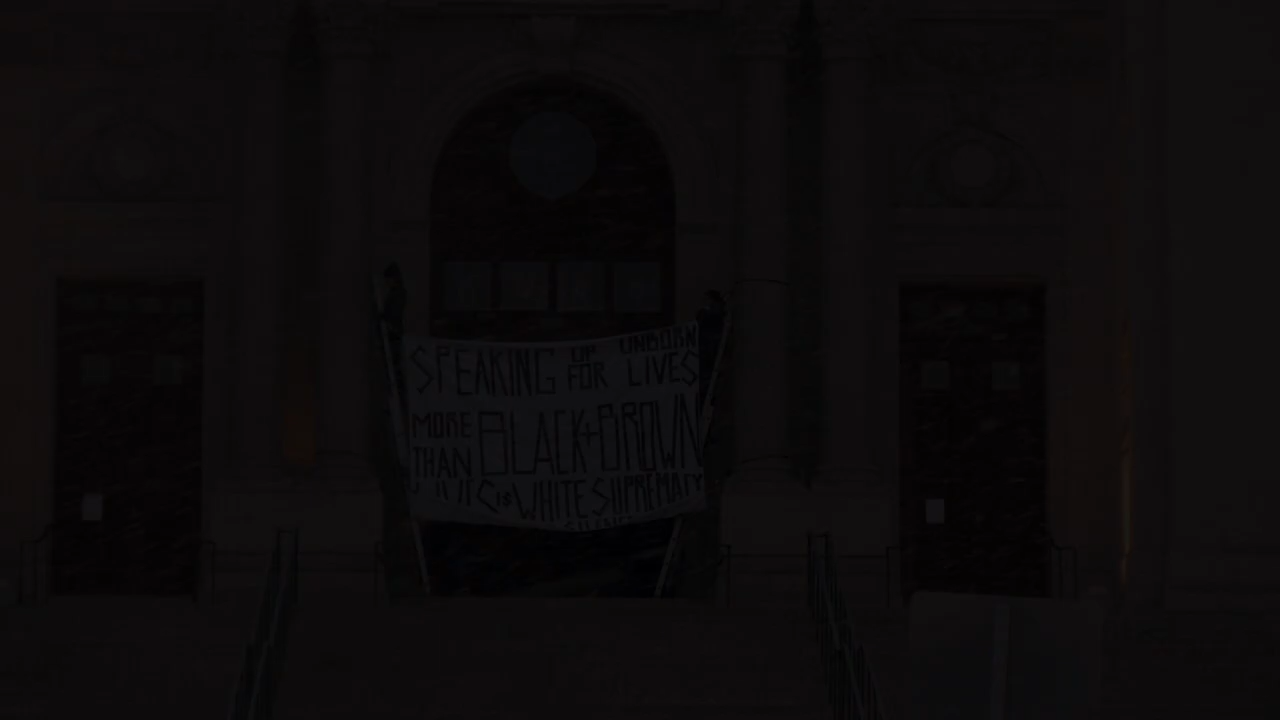 SPEAKING UP FOR UNBORN LIVES
MORE THAN BLACK+BROWN
IS WHITE SUPREMACY